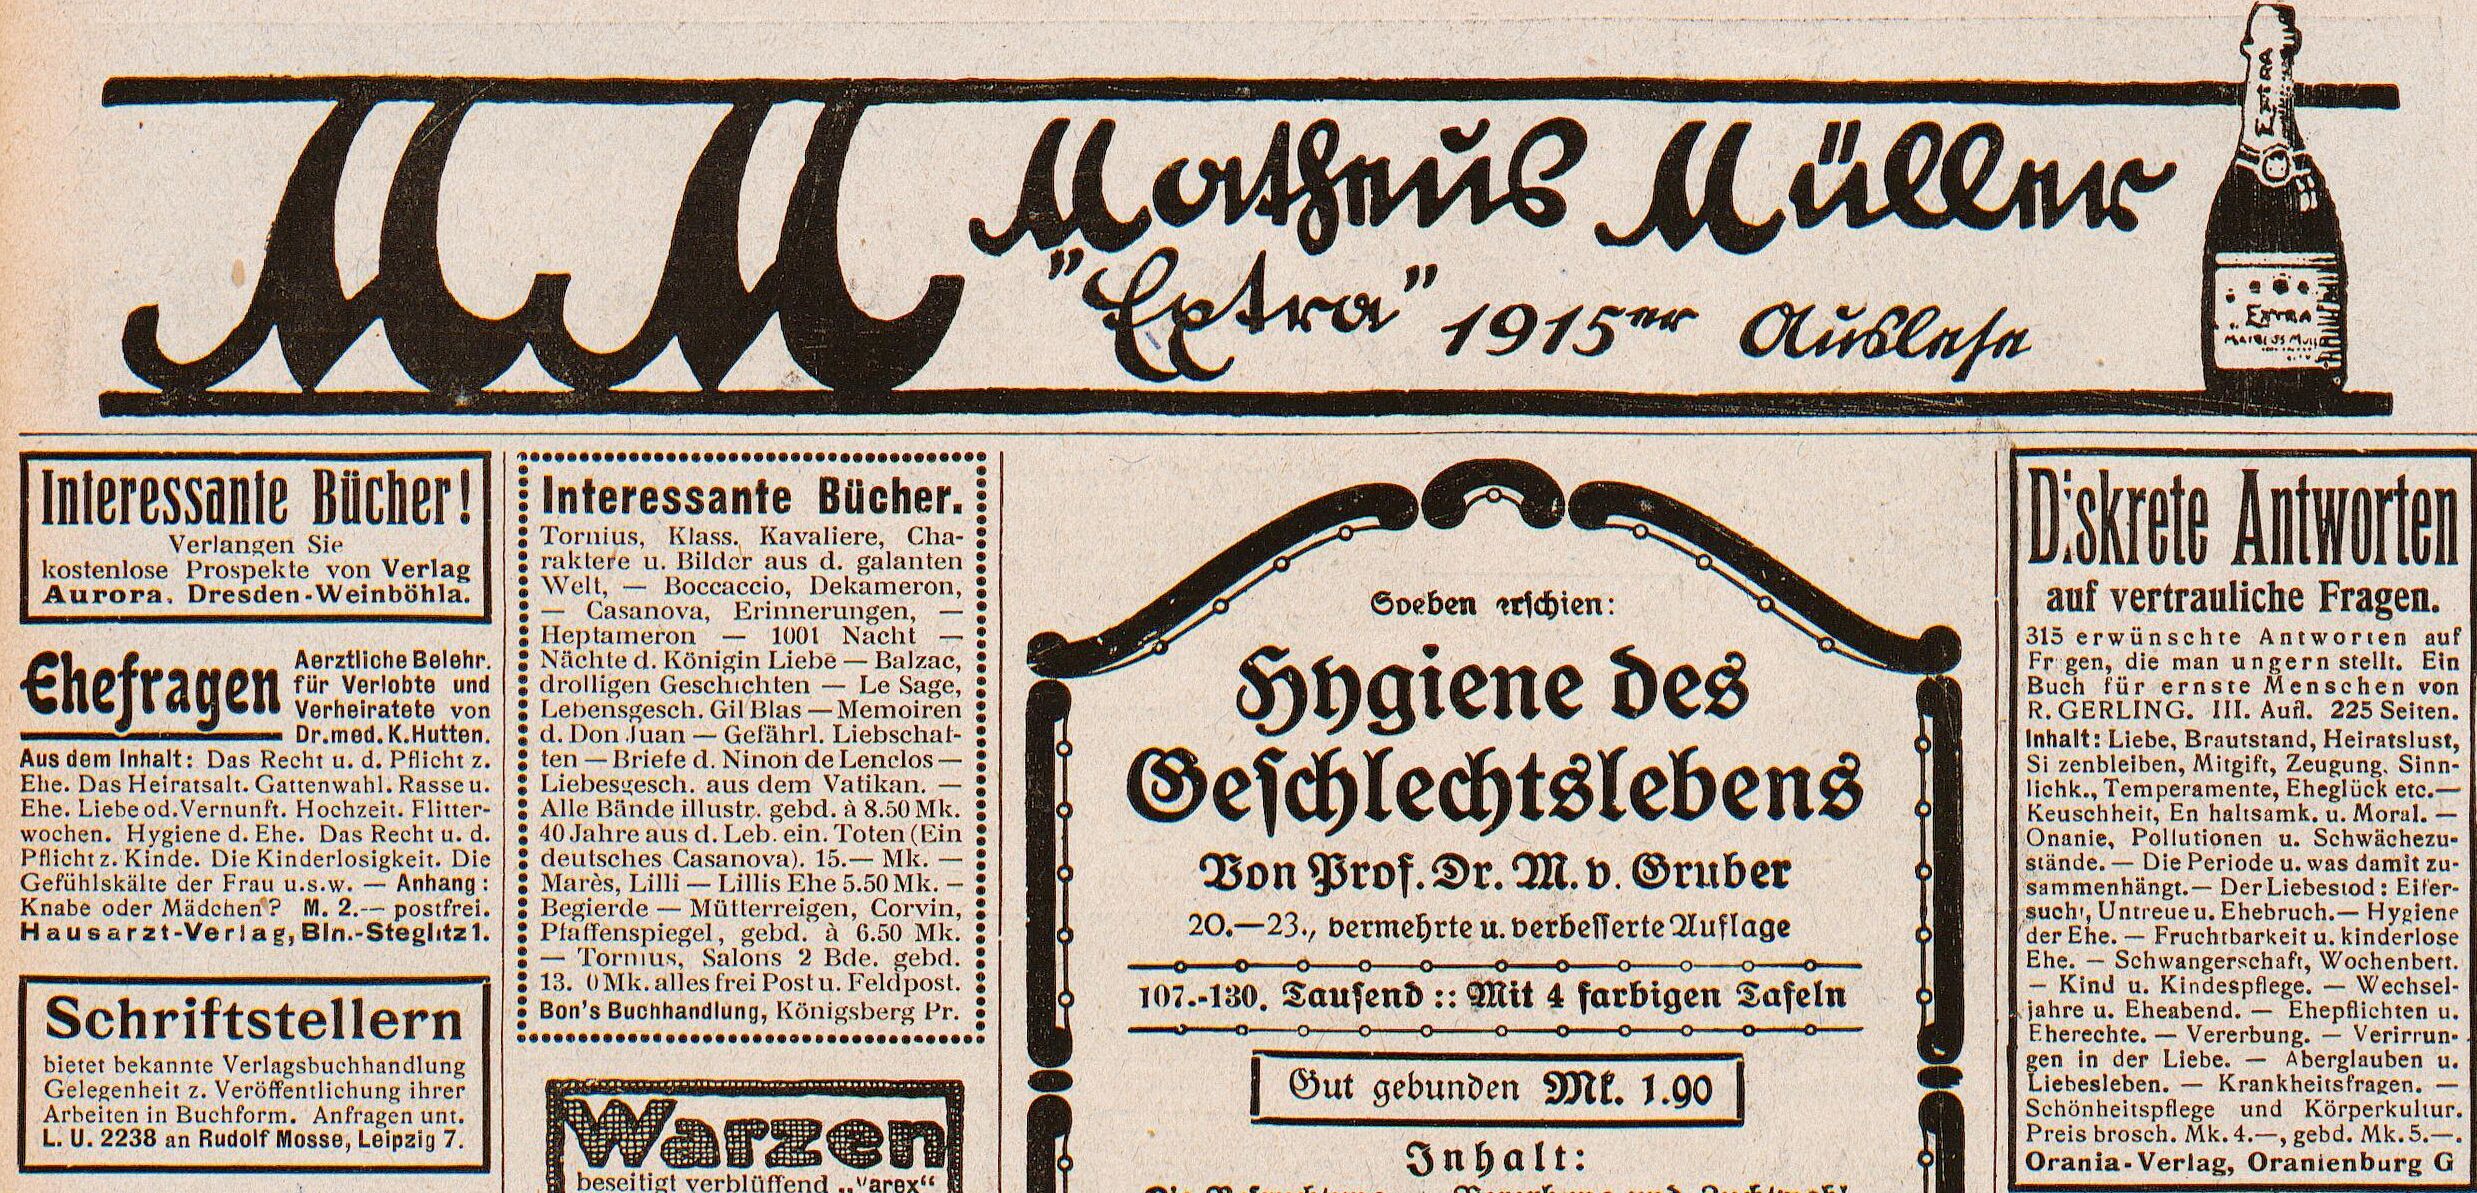 MM Matheus Müller
"Extra" 1915er Auslese
EXTRA
EXTRA
Interessante Bücher!
Verlangen Sie
kostenlose Prospekte von Verlag
Aurora, Dresden-Weinböhla.
Ehefragen
Aerztliche Belehr.
für Verlobte und
Verheiratete von
Dr. med. K. Hutten.
Aus dem Inhalt: Das Recht u. d. Pflicht z.
Ehe. Das Heiratsalt. Gattenwahl. Rasse u.
Ehe. Liebe od. Vernunft. Hochzeit. Flitter-
wochen. Hygiene d. Ehe. Das Recht u. d.
Pflicht z. Kinde. Die Kinderlosigkeit. Die
Gefühlskälte der Frau u.s.w. — Anhang:
Knabe oder Mädchen? M. 2.— postfrei.
Hausarzt-Verlag, Bln.-Steglitz 1.
Schriftstellern
bietet bekannte Verlagsbuchhandlung
Gelegenheit z. Veröffentlichung ihrer
Arbeiten in Buchform. Anfragen unt.
L. U. 2238 an Rudolf Mosse, Leipzig 7.
Interessante Bücher.
Tornius, Klass. Kavaliere, Cha-
raktere u. Bilder aus d. galanten
Welt, — Boccaccio, Dekameron,
— Casanova, Erinnerungen, —
Heptameron — 1001 Nacht —
Nächte d. Königin Liebe — Balzac,
drolligen Geschichten — Le Sage,
Lebensgesch. Gil Blas — Memoiren
d. Don Juan — Gefährl. Liebschaf-
ten — Briefe d. Ninon de Lenclos —
Liebesgesch. aus dem Vatikan. —
Alle Bände illustr. gebd. à 8.50 Mk.
40 Jahre aus d. Leb. ein. Toten (Ein
deutsches Casanova). 15.— Mk. —
Marès, Lilli — Lillis Ehe 5.50 Mk. —
Begierde — Mütterreigen, Corvin,
Pfaffenspiegel, gebd. à 6.50 Mk.
— Tornius, Salons 2 Bde. gebd.
13. 0 Mk. alles frei Post u. Feldpost.
Bon's Buchhandlung, Königsberg Pr.
Warzen
beseitigt verblüffend „Varex“
Soeben erschien:
Hygiene des
Geschlechtslebens
Von Prof. Dr. M. v. Gruber
20.—23., vermehrte u. verbesserte Auflage
107.-130. Tausend :: Mit 4 farbigen Tafeln
Gut gebunden Mk. 1.90
Inhalt:
Diskrete Antworten
auf vertrauliche Fragen.
315 erwünschte Antworten auf
Fr gen, die man ungern stellt. Ein
Buch für ernste Menschen von
R. GERLING. III. Aufl. 225 Seiten.
Inhalt: Liebe, Brautstand, Heiratslust,
Si zenbleiben, Mitgift, Zeugung. Sinn-
lichk., Temperamente, Eheglück etc.—
Keuschheit, En haltsamk. u. Moral. —
Onanie, Pollutionen u. Schwächezu-
stände. — Die Periode u. was damit zu-
sammenhängt.— Der Liebestod: Eifer-
sucht, Untreue u. Ehebruch.— Hygiene
der Ehe. — Fruchtbarkeit u. kinderlose
Ehe. — Schwangerschaft, Wochenbett.
— Kind u. Kindespflege. — Wechsel-
jahre u. Eheabend. — Ehepflichten u.
Eherechte. — Vererbung. — Verirrun-
gen in der Liebe. — Aberglauben u.
Liebesleben. — Krankheitsfragen. —
Schönheitspflege und Körperkultur.
Preis brosch. Mk. 4.—, gebd. Mk. 5.—.
Orania-Verlag, Oranienburg G